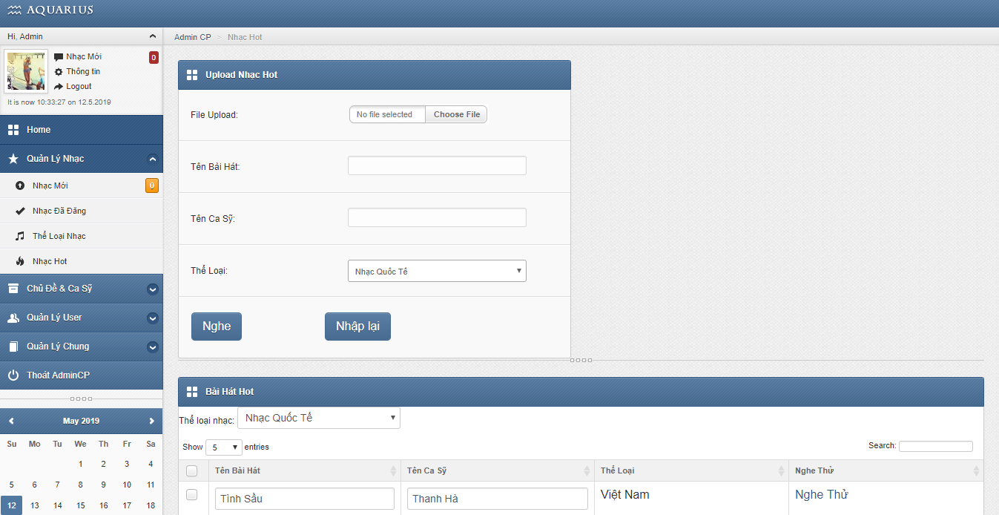 AQUARIUS
Hi, Admin
Admin CP > Nhạc Hot
Nhạc Mới 0
Thông tin
Logout
It is now 10:33:27 on 12.5.2019
Home
Quản Lý Nhạc
Nhạc Mới 0
Nhạc Đã Đăng
Thể Loại Nhạc
Nhạc Hot
Chủ Đề & Ca Sỹ
Quản Lý User
Quản Lý Chung
Thoát AdminCP
May 2019
Su Mo Tu We Th Fr Sa
1 2 3 4
5 6 7 8 9 10 11
12 13 14 15 16 17 18
Upload Nhạc Hot
File Upload: No file selected Choose File
Tên Bài Hát:
Tên Ca Sỹ:
Thể Loại: Nhạc Quốc Tế
Nghe Nhập lại
Bài Hát Hot
Thể loại nhạc: Nhạc Quốc Tế
Show 5 entries Search:
Tên Bài Hát Tên Ca Sỹ Thể Loại Nghe Thử
Tình Sầu Thanh Hà Việt Nam Nghe Thử